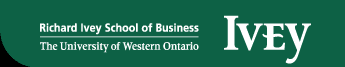 Richard Ivey School of Business
The University of Western Ontario
IVEY